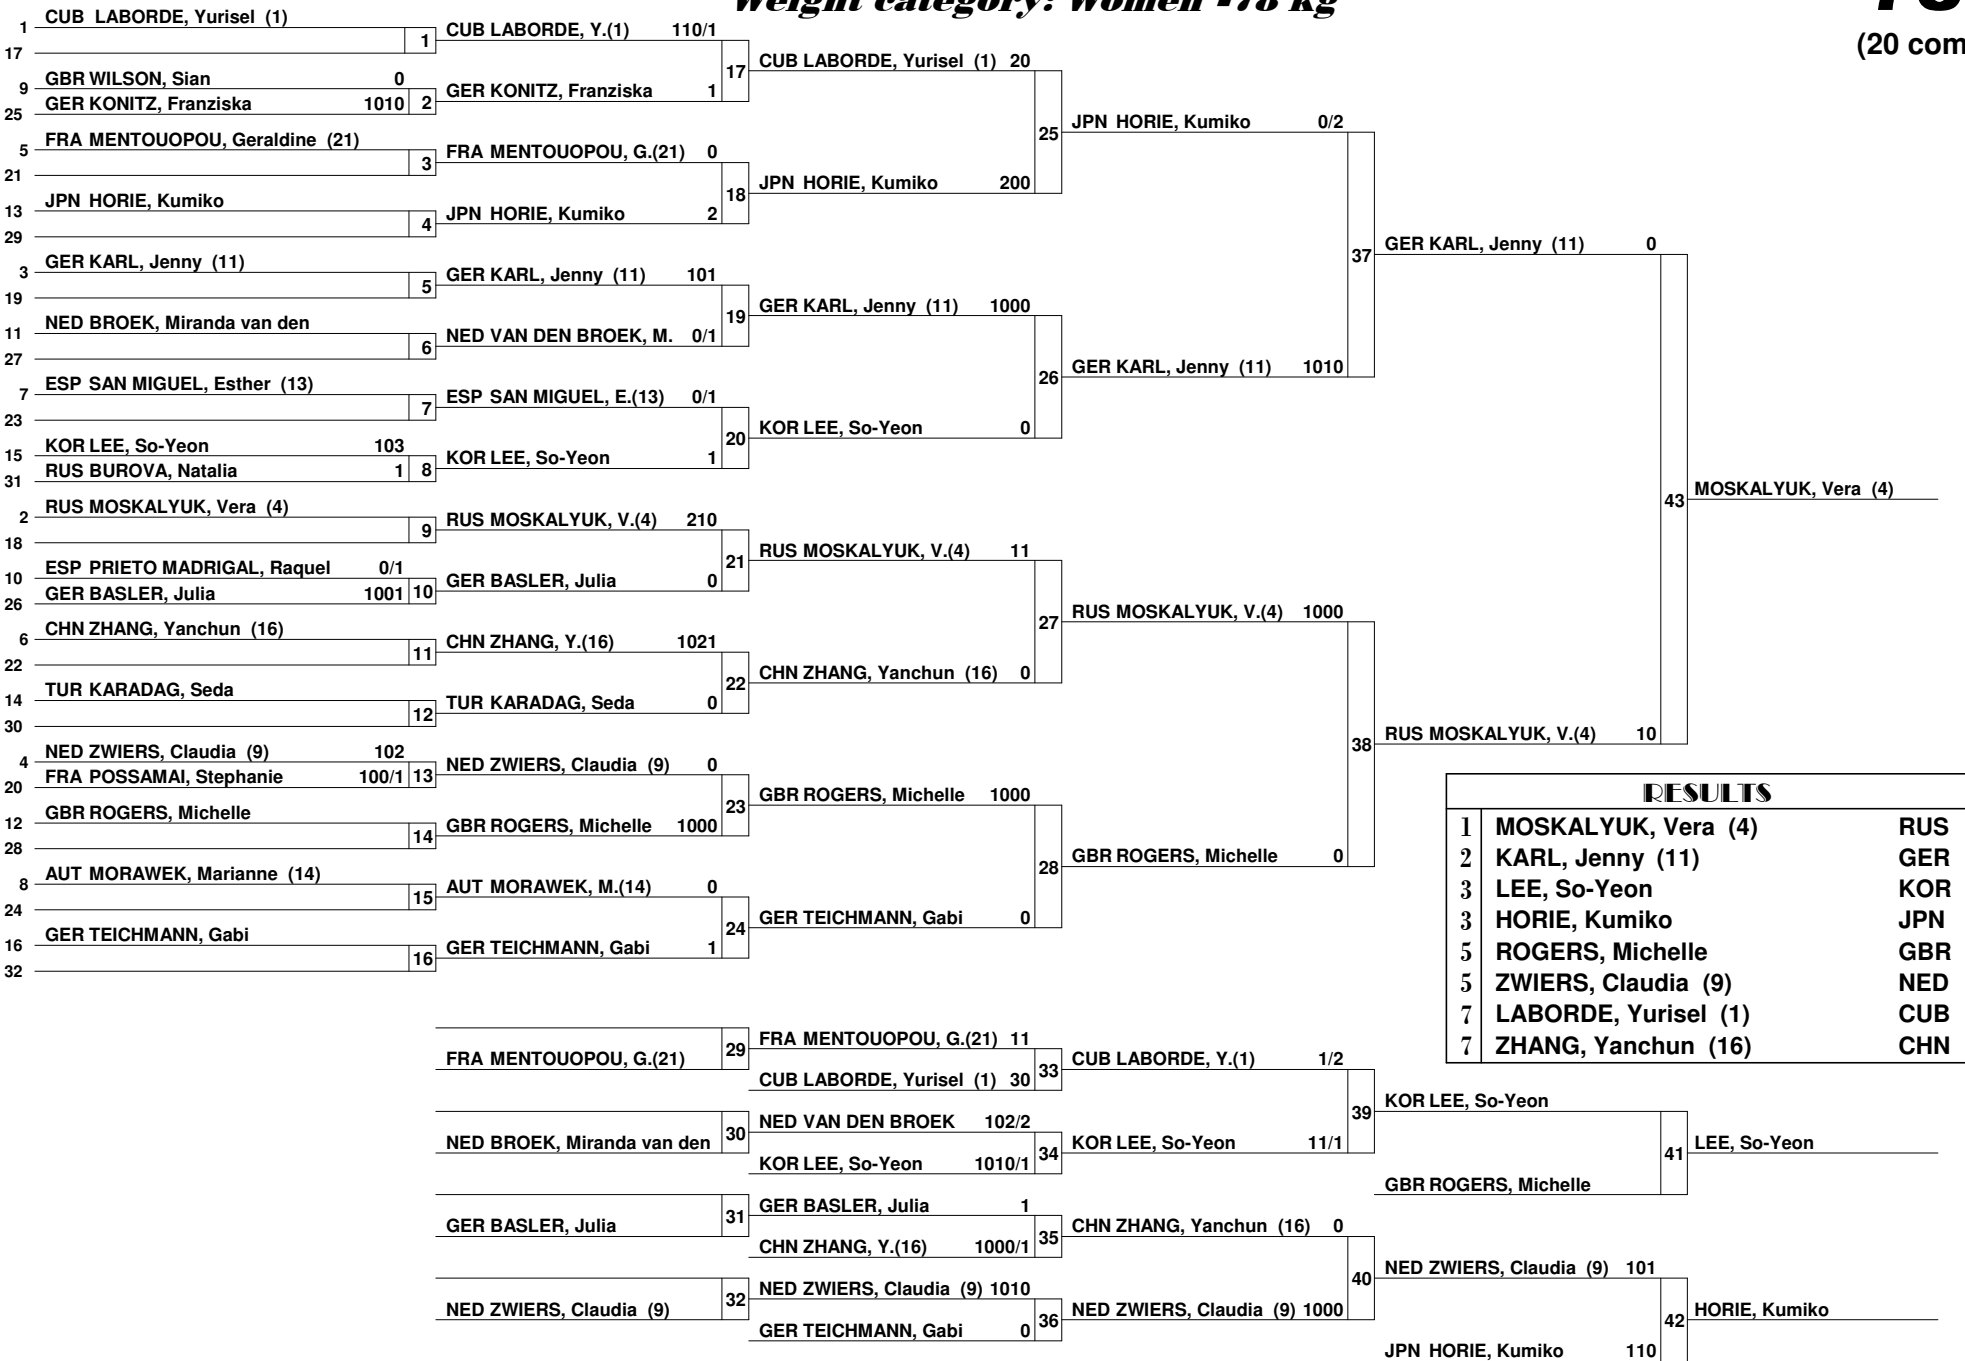 Weight category: Women -78 kg
(20 com
1 CUB LABORDE, Yurisel (1)
17
1
9 GBR WILSON, Sian 0
25 GER KONITZ, Franziska 1010
2
5 FRA MENTOUOPOU, Geraldine (21)
21
3
13 JPN HORIE, Kumiko
29
4
3 GER KARL, Jenny (11)
19
5
11 NED BROEK, Miranda van den
27
6
7 ESP SAN MIGUEL, Esther (13)
23
7
15 KOR LEE, So-Yeon 103
31 RUS BUROVA, Natalia 1
8
2 RUS MOSKALYUK, Vera (4)
18
9
10 ESP PRIETO MADRIGAL, Raquel 0/1
26 GER BASLER, Julia 1001
10
6 CHN ZHANG, Yanchun (16)
22
11
14 TUR KARADAG, Seda
30
12
4 NED ZWIERS, Claudia (9) 102
20 FRA POSSAMAI, Stephanie 100/1
13
12 GBR ROGERS, Michelle
28
14
8 AUT MORAWEK, Marianne (14)
24
15
16 GER TEICHMANN, Gabi
32
16
CUB LABORDE, Y.(1) 110/1
17
GER KONITZ, Franziska 1
FRA MENTOUOPOU, G.(21) 0
18
JPN HORIE, Kumiko 2
GER KARL, Jenny (11) 101
19
NED VAN DEN BROEK, M. 0/1
ESP SAN MIGUEL, E.(13) 0/1
20
KOR LEE, So-Yeon 1
RUS MOSKALYUK, V.(4) 210
21
GER BASLER, Julia 0
CHN ZHANG, Y.(16) 1021
22
TUR KARADAG, Seda 0
NED ZWIERS, Claudia (9) 0
23
GBR ROGERS, Michelle 1000
AUT MORAWEK, M.(14) 0
24
GER TEICHMANN, Gabi 1
CUB LABORDE, Yurisel (1) 20
25
JPN HORIE, Kumiko 200
GER KARL, Jenny (11) 1000
26
KOR LEE, So-Yeon 0
RUS MOSKALYUK, V.(4) 11
27
CHN ZHANG, Yanchun (16) 0
GBR ROGERS, Michelle 1000
28
GER TEICHMANN, Gabi 0
JPN HORIE, Kumiko 0/2
37
GER KARL, Jenny (11) 1010
RUS MOSKALYUK, V.(4) 1000
38
GBR ROGERS, Michelle 0
GER KARL, Jenny (11) 0
43
RUS MOSKALYUK, V.(4) 10
MOSKALYUK, Vera (4)
RESULTS
1 MOSKALYUK, Vera (4) RUS
2 KARL, Jenny (11) GER
3 LEE, So-Yeon KOR
3 HORIE, Kumiko JPN
5 ROGERS, Michelle GBR
5 ZWIERS, Claudia (9) NED
7 LABORDE, Yurisel (1) CUB
7 ZHANG, Yanchun (16) CHN
FRA MENTOUOPOU, G.(21)
29
NED BROEK, Miranda van den
30
GER BASLER, Julia
31
NED ZWIERS, Claudia (9)
32
FRA MENTOUOPOU, G.(21) 11
33
CUB LABORDE, Yurisel (1) 30
NED VAN DEN BROEK 102/2
34
KOR LEE, So-Yeon 1010/1
GER BASLER, Julia 1
35
CHN ZHANG, Y.(16) 1000/1
NED ZWIERS, Claudia (9) 1010
36
GER TEICHMANN, Gabi 0
CUB LABORDE, Y.(1) 1/2
39
KOR LEE, So-Yeon 11/1
CHN ZHANG, Yanchun (16) 0
40
NED ZWIERS, Claudia (9) 1000
KOR LEE, So-Yeon
41
GBR ROGERS, Michelle
LEE, So-Yeon
NED ZWIERS, Claudia (9) 101
42
JPN HORIE, Kumiko 110
HORIE, Kumiko